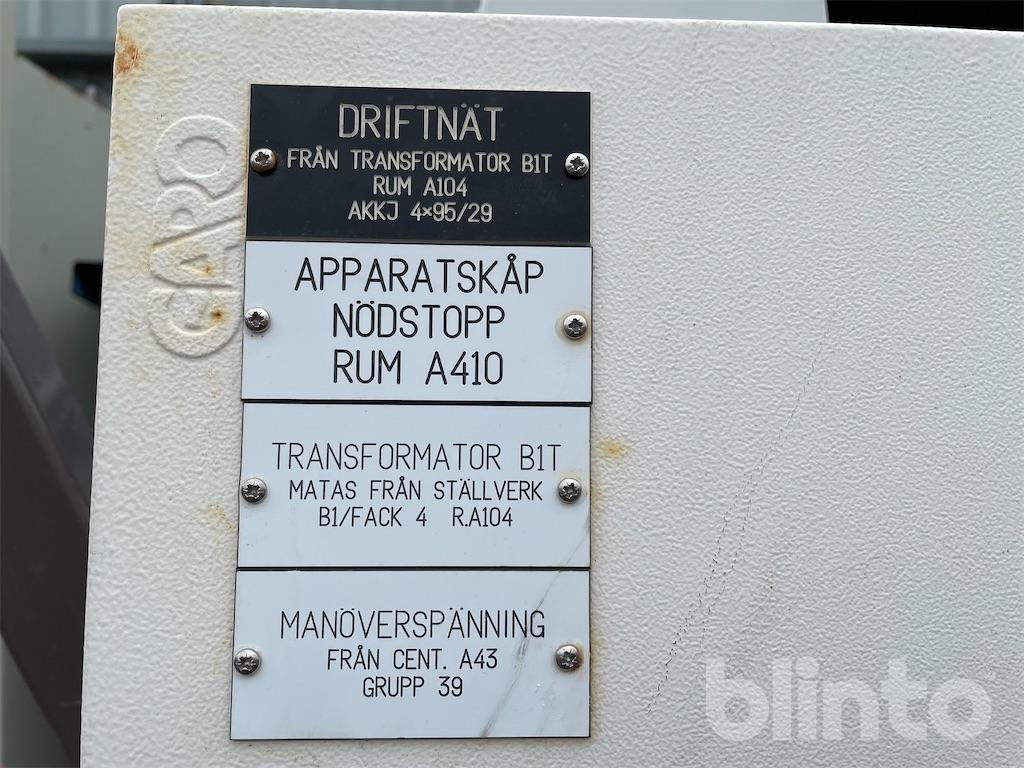 GARO
DRIFTNÄT
FRÅN TRANSFORMATOR B1T
RUM A104
AKKJ 4×95/29
APPARATSKÅP
NÖDSTOPP
RUM A410
TRANSFORMATOR B1T
MATAS FRÅN STÄLLVERK
B1/FACK 4 R.A104
MANÖVERSPÄNNING
FRÅN CENT. A43
GRUPP 39
blinto